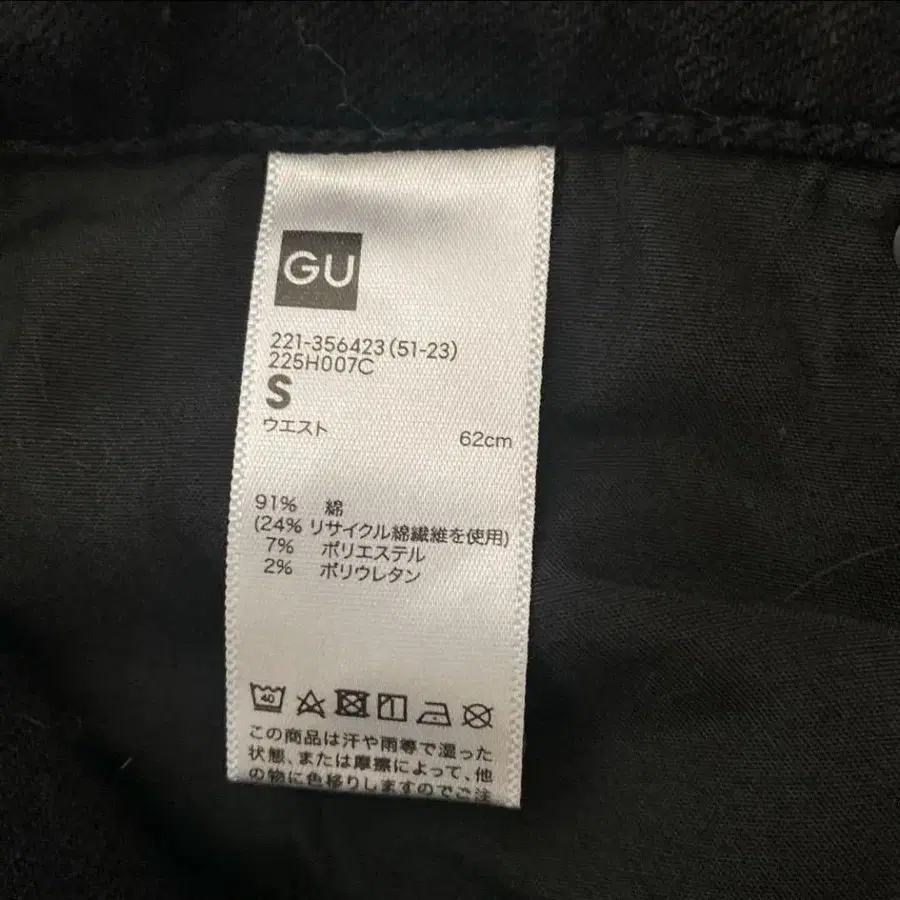 GU
221-356423(51-23)
225H007C
S
ウエスト 62cm
91% 綿
(24% リサイクル綿繊維を使用)
7% ポリエステル
2% ポリウレタン
40
この商品は汗や雨等で湿った
状態、または摩擦によって、他
の物に色移りしますのでご注